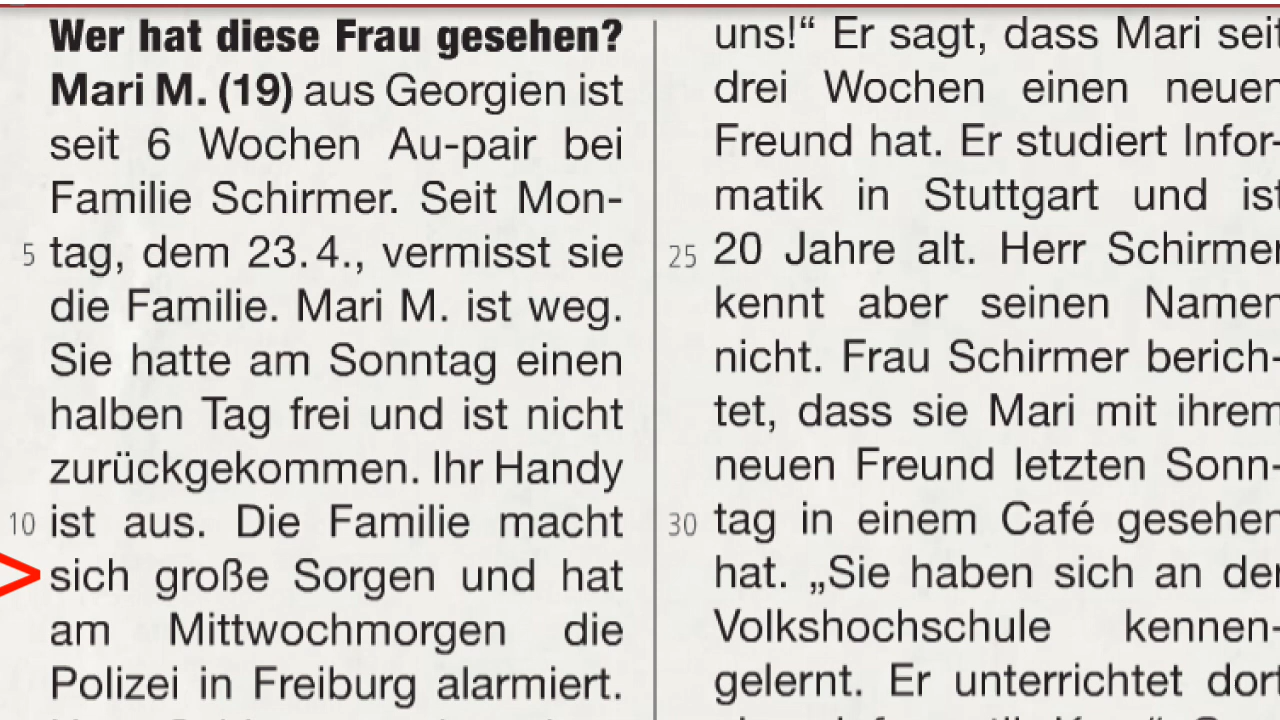 Wer hat diese Frau gesehen?
Mari M. (19) aus Georgien ist
seit 6 Wochen Au-pair bei
Familie Schirmer. Seit Mon-
5 tag, dem 23.4., vermisst sie
die Familie. Mari M. ist weg.
Sie hatte am Sonntag einen
halben Tag frei und ist nicht
zurückgekommen. Ihr Handy
10 ist aus. Die Familie macht
sich große Sorgen und hat
am Mittwochmorgen die
Polizei in Freiburg alarmiert.
uns!“ Er sagt, dass Mari seit
drei Wochen einen neuen
Freund hat. Er studiert Infor-
matik in Stuttgart und ist
25 20 Jahre alt. Herr Schirmer
kennt aber seinen Namen
nicht. Frau Schirmer berich-
tet, dass sie Mari mit ihrem
neuen Freund letzten Sonn-
30 tag in einem Café gesehen
hat. „Sie haben sich an der
Volkshochschule kennen-
gelernt. Er unterrichtet dort